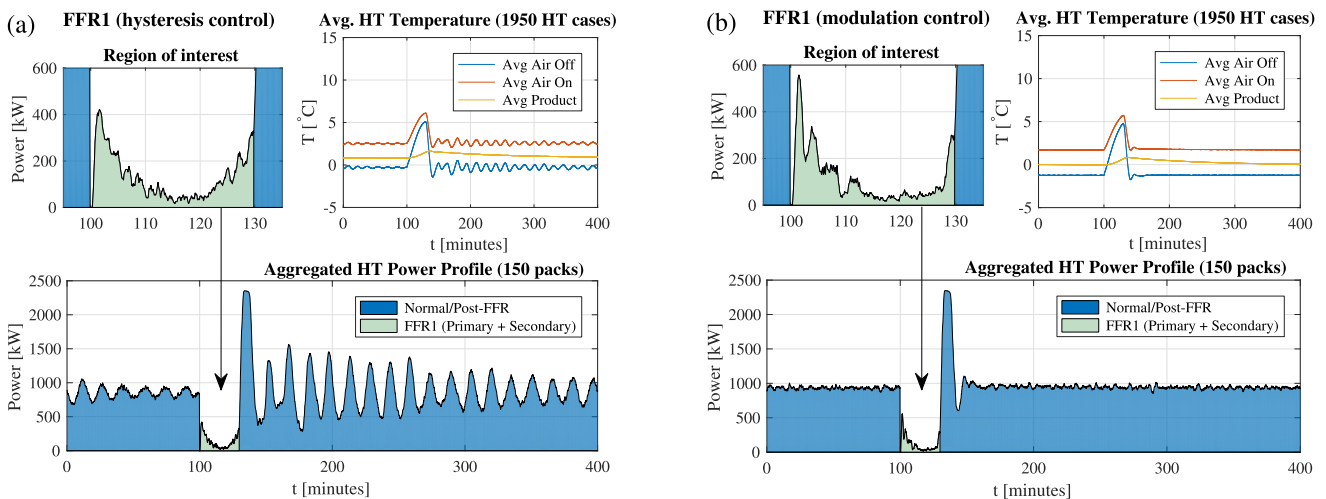 (a)
FFR1 (hysteresis control)
Region of interest
Power [kW]
600
400
200
0
100
110
120
130
Avg. HT Temperature (1950 HT cases)
T [°C]
15
10
5
0
-5
Avg Air Off
Avg Air On
Avg Product
0
100
200
300
400
t [minutes]
Aggregated HT Power Profile (150 packs)
Power [kW]
2500
2000
1500
1000
500
0
Normal/Post-FFR
FFR1 (Primary + Secondary)
0
100
200
300
400
t [minutes]
(b)
FFR1 (modulation control)
Region of interest
Power [kW]
600
400
200
0
100
110
120
130
Avg. HT Temperature (1950 HT cases)
T [°C]
15
10
5
0
-5
Avg Air Off
Avg Air On
Avg Product
0
100
200
300
400
t [minutes]
Aggregated HT Power Profile (150 packs)
Power [kW]
2500
2000
1500
1000
500
0
Normal/Post-FFR
FFR1 (Primary + Secondary)
0
100
200
300
400
t [minutes]